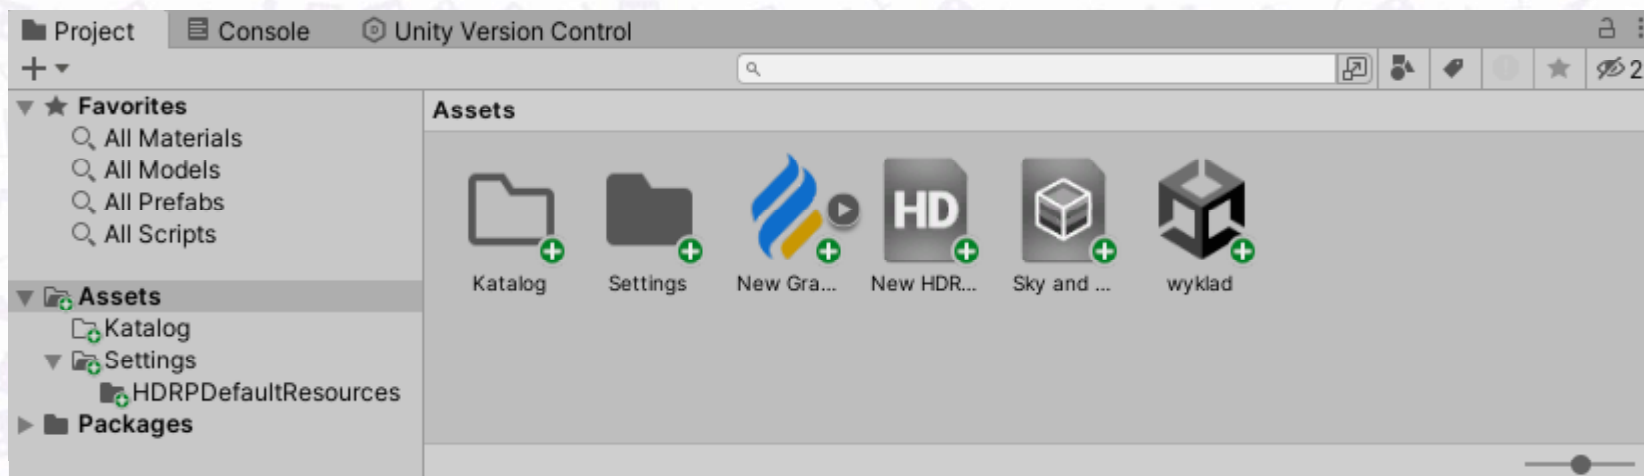 Project Console Unity Version Control
2
Favorites
All Materials
All Models
All Prefabs
All Scripts
Assets
Katalog
Settings
HDRPDefaultResources
Packages
Assets
HD
Katalog Settings New Gra... New HDR... Sky and ... wyklad